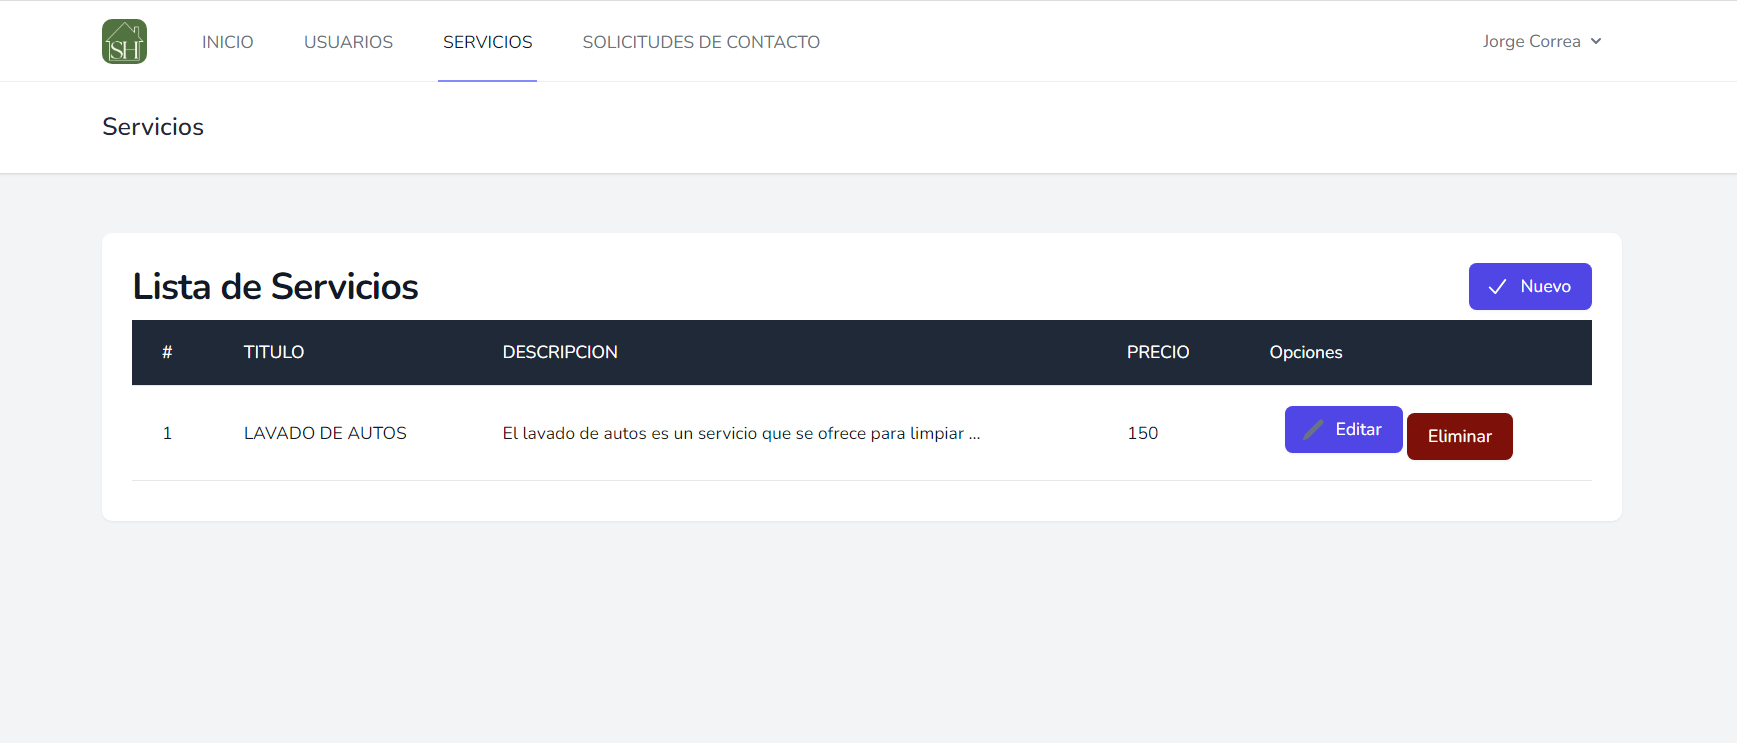 SH
INICIO USUARIOS SERVICIOS SOLICITUDES DE CONTACTO Jorge Correa
Servicios
Lista de Servicios Nuevo
# TITULO DESCRIPCION PRECIO Opciones
1 LAVADO DE AUTOS El lavado de autos es un servicio que se ofrece para limpiar ... 150 Editar Eliminar